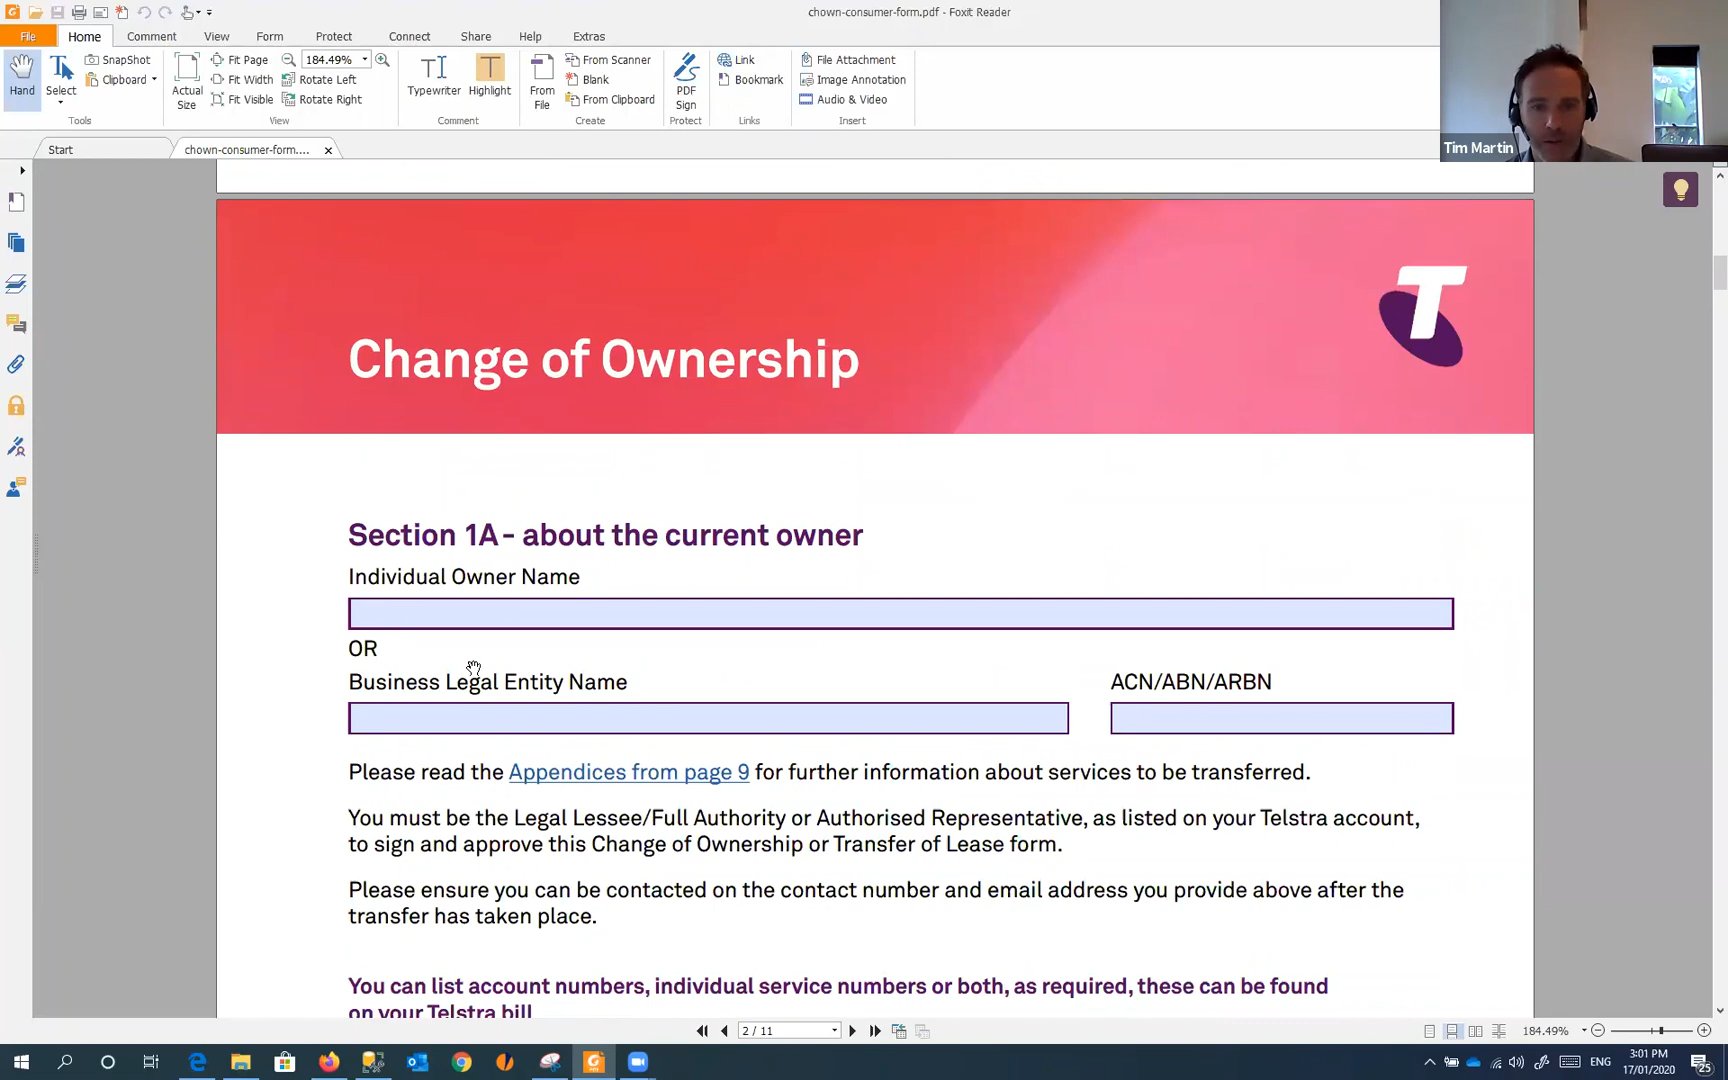 chown-consumer-form.pdf - Foxit Reader
File Home Comment View Form Protect Connect Share Help Extras
Hand
Select
SnapShot
Clipboard
Tools
Actual Size
Fit Page
Fit Width
Fit Visible
184.49%
Rotate Left
Rotate Right
View
Typewriter
Highlight
Comment
From File
From Scanner
Blank
From Clipboard
Create
PDF Sign
Protect
Link
Bookmark
Links
File Attachment
Image Annotation
Audio & Video
Insert
Tim Martin
Start
chown-consumer-form....
Change of Ownership
T
Section 1A - about the current owner
Individual Owner Name
OR
Business Legal Entity Name
ACN/ABN/ARBN
Please read the Appendices from page 9 for further information about services to be transferred.
You must be the Legal Lessee/Full Authority or Authorised Representative, as listed on your Telstra account,
to sign and approve this Change of Ownership or Transfer of Lease form.
Please ensure you can be contacted on the contact number and email address you provide above after the
transfer has taken place.
You can list account numbers, individual service numbers or both, as required, these can be found
on your Telstra bill
2 / 11
184.49%
ENG
3:01 PM
17/01/2020
25